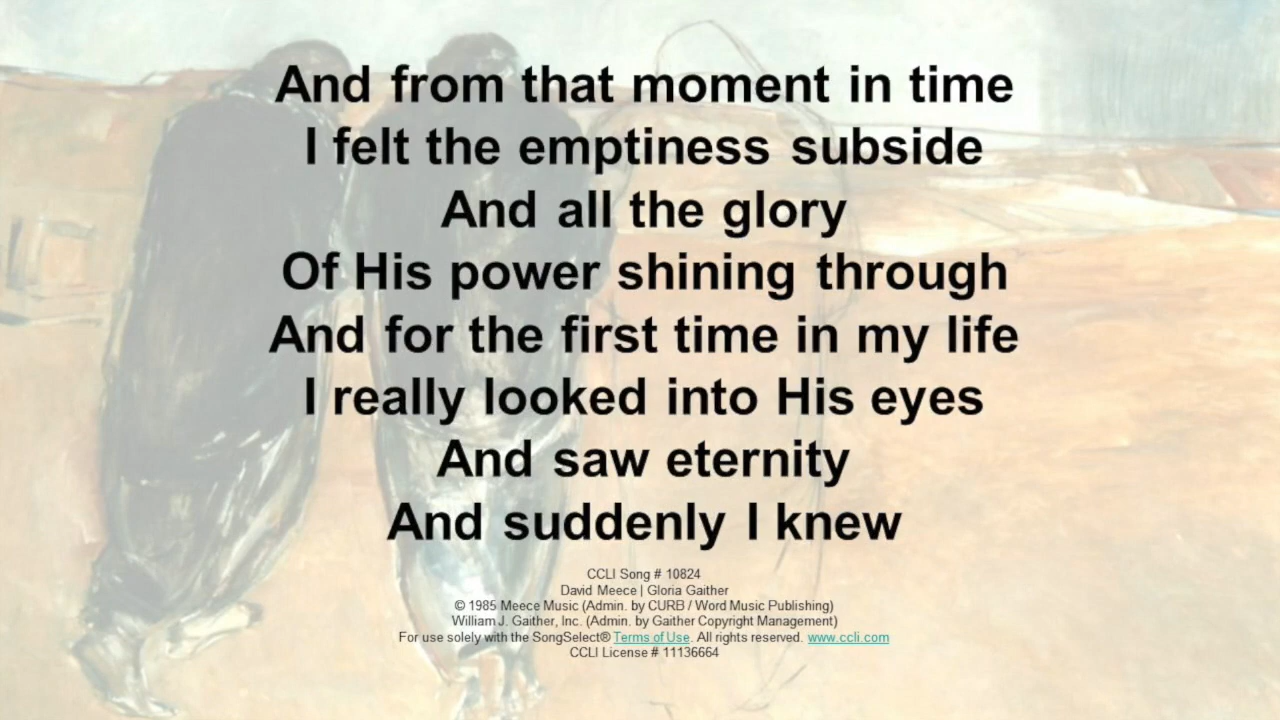 And from that moment in time
I felt the emptiness subside
And all the glory
Of His power shining through
And for the first time in my life
I really looked into His eyes
And saw eternity
And suddenly I knew
CCLI Song # 10824
David Meece | Gloria Gaither
© 1985 Meece Music (Admin. by CURB / Word Music Publishing)
William J. Gaither, Inc. (Admin. by Gaither Copyright Management)
For use solely with the SongSelect® Terms of Use. All rights reserved. www.ccli.com
CCLI License # 11136664